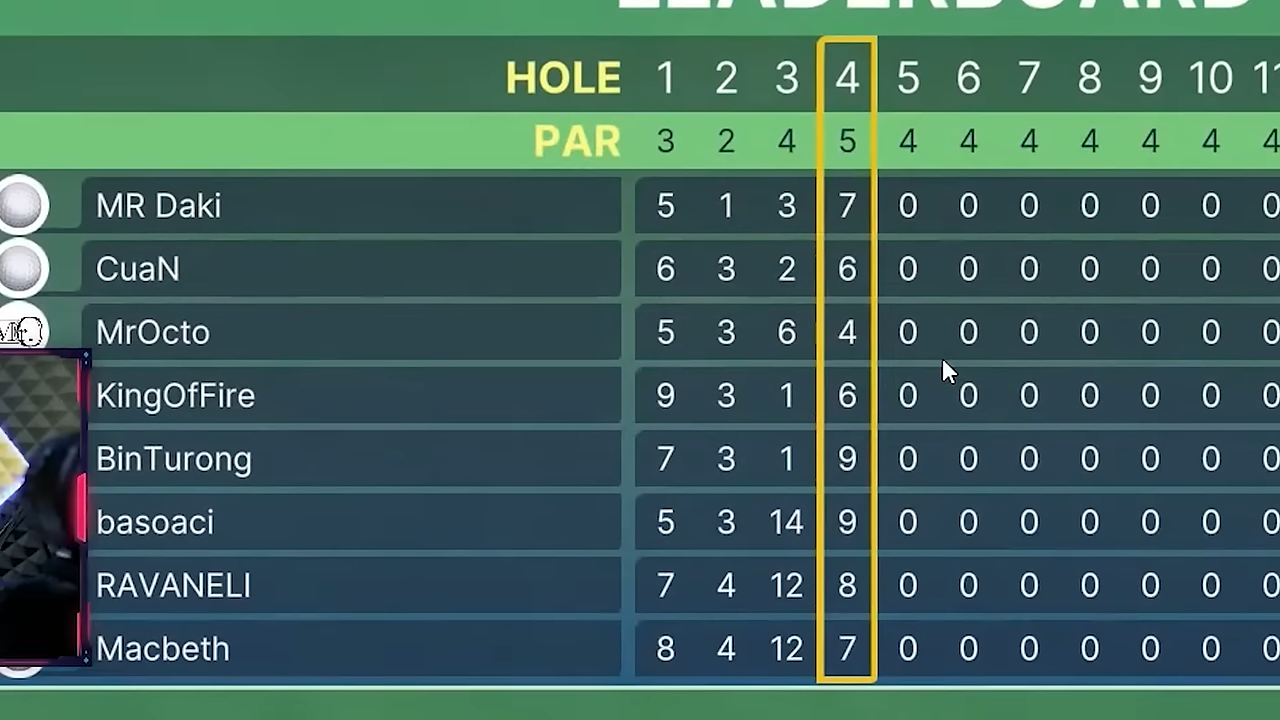 LEADERBOARD
HOLE 1 2 3 4 5 6 7 8 9 10 11
PAR 3 2 4 5 4 4 4 4 4 4 4
MR Daki 5 1 3 7 0 0 0 0 0 0 0
CuaN 6 3 2 6 0 0 0 0 0 0 0
MrOcto 5 3 6 4 0 0 0 0 0 0 0
KingOfFire 9 3 1 6 0 0 0 0 0 0 0
BinTurong 7 3 1 9 0 0 0 0 0 0 0
basoaci 5 3 14 9 0 0 0 0 0 0 0
RAVANELI 7 4 12 8 0 0 0 0 0 0 0
Macbeth 8 4 12 7 0 0 0 0 0 0 0